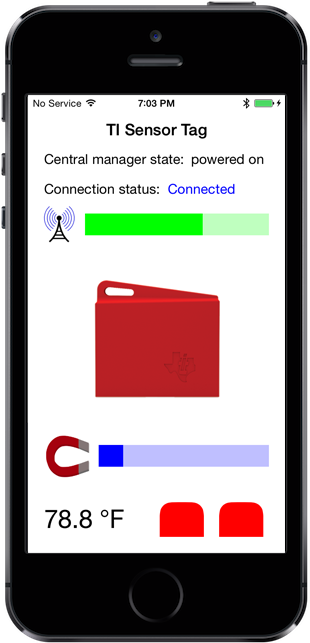 No Service 7:03 PM
TI Sensor Tag
Central manager state: powered on
Connection status: Connected
78.8 °F